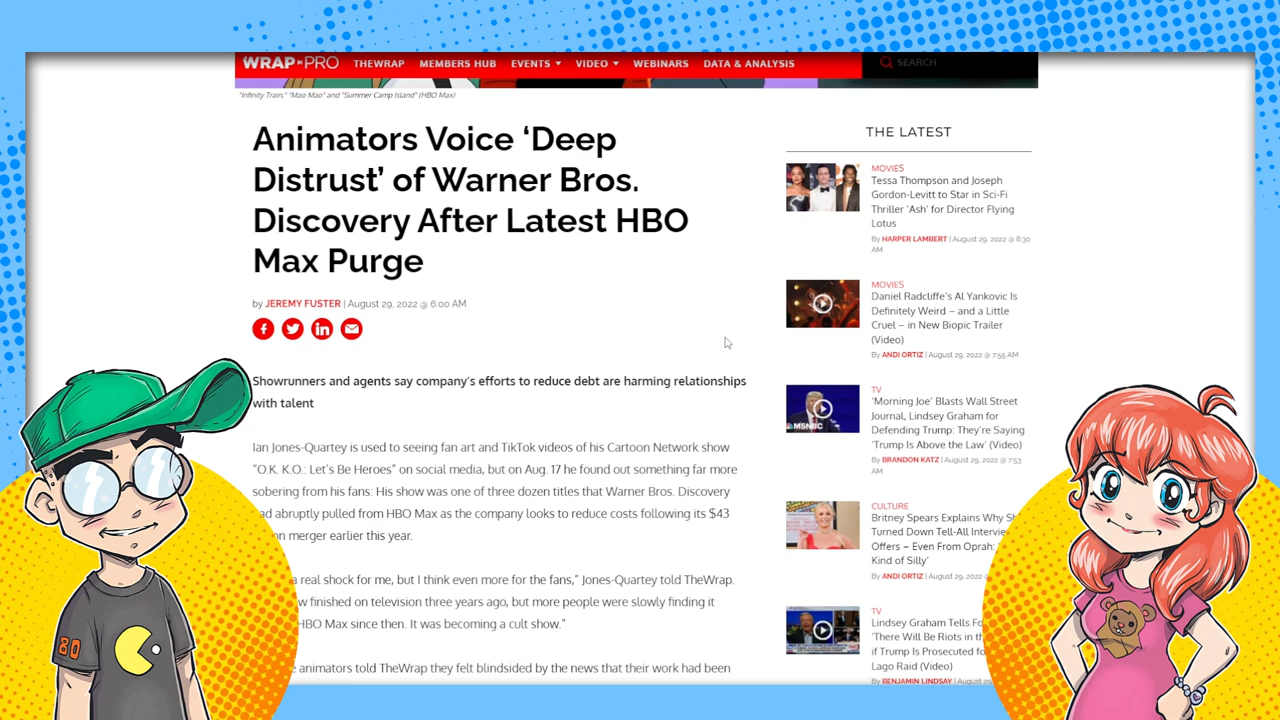 WRAP PRO
THEWRAP
MEMBERS HUB
EVENTS
VIDEO
WEBINARS
DATA & ANALYSIS
SEARCH
"Infinity Train," "Mao Mao" and "Summer Camp Island" (HBO Max)
Animators Voice ‘Deep
Distrust’ of Warner Bros.
Discovery After Latest HBO
Max Purge
by JEREMY FUSTER | August 29, 2022 @ 6:00 AM
Showrunners and agents say company’s efforts to reduce debt are harming relationships
with talent
Ian Jones-Quartey is used to seeing fan art and TikTok videos of his Cartoon Network show
“O.K. K.O.: Let’s Be Heroes” on social media, but on Aug. 17 he found out something far more
sobering from his fans: His show was one of three dozen titles that Warner Bros. Discovery
abruptly pulled from HBO Max as the company looks to reduce costs following its $43
merger earlier this year.
a real shock for me, but I think even more for the fans,” Jones-Quartey told TheWrap.
finished on television three years ago, but more people were slowly finding it
HBO Max since then. It was becoming a cult show.”
animators told TheWrap they felt blindsided by the news that their work had been
THE LATEST
MOVIES
Tessa Thompson and Joseph
Gordon-Levitt to Star in Sci-Fi
Thriller ‘Ash’ for Director Flying
Lotus
By HARPER LAMBERT | August 29, 2022 @ 8:30
AM
MOVIES
Daniel Radcliffe’s Al Yankovic Is
Definitely Weird – and a Little
Cruel – in New Biopic Trailer
(Video)
By ANDI ORTIZ | August 29, 2022 @ 7:55 AM
MSNBC
TV
‘Morning Joe’ Blasts Wall Street
Journal, Lindsey Graham for
Defending Trump: They’re Saying
‘Trump Is Above the Law’ (Video)
By BRANDON KATZ | August 29, 2022 @ 7:53
AM
CULTURE
Britney Spears Explains Why
Turned Down Tell-All
Offers – Even From Oprah:
Kind of Silly’
By ANDI ORTIZ | August 29, 2022
TV
Lindsey Graham Tells
‘There Will Be Riots in
if Trump Is Prosecuted
Lago Raid (Video)
By BENJAMIN LINDSAY | August 29,
80